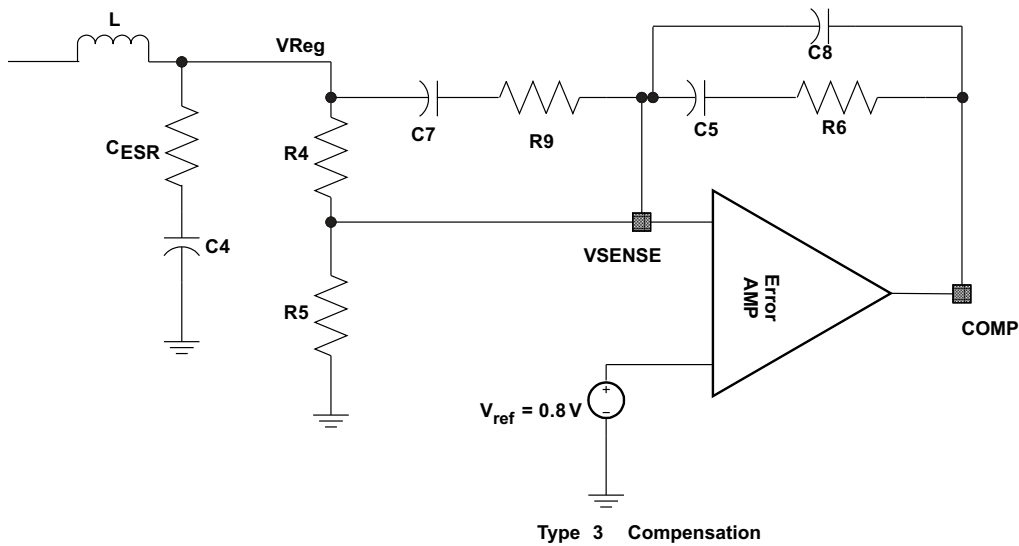 L
VReg
C8
C7
R9
C5
R6
CESR
R4
C4
VSENSE
R5
Error
AMP
COMP
Vref = 0.8 V
+
−
Type 3 Compensation